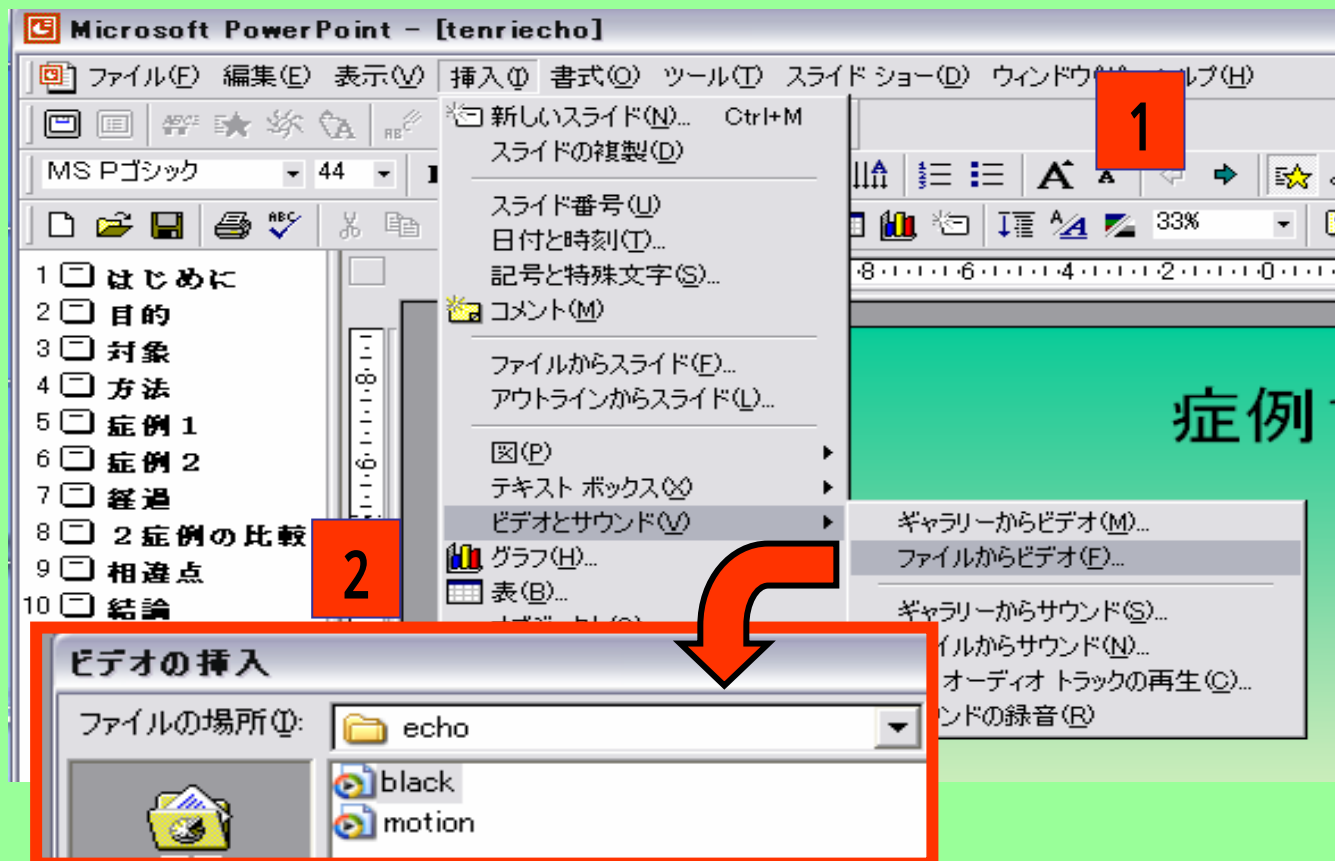 Microsoft PowerPoint - [tenriecho]
ファイル(F) 編集(E) 表示(V) 挿入(I) 書式(O) ツール(T) スライド ショー(D) ウィンドウ ルプ(H)
1
MS Pゴシック 44
33%
新しいスライド(N)... Ctrl+M
スライドの複製(D)
スライド番号(U)
日付と時刻(T)...
記号と特殊文字(S)...
コメント(M)
ファイルからスライド(F)...
アウトラインからスライド(L)...
図(P)
テキスト ボックス(X)
ビデオとサウンド(V)
グラフ(H)...
表(B)...
ギャラリーからビデオ(M)...
ファイルからビデオ(F)...
ギャラリーからサウンド(S)...
イルからサウンド(N)...
オーディオ トラックの再生(C)...
ンドの録音(R)
·8·6·4·2·0
症例
1 はじめに
2 目的
3 対象
4 方法
5 症例1
6 症例2
7 経過
8 2症例の比較
9 相違点
10 結論
2
ビデオの挿入
ファイルの場所(I): echo
black
motion